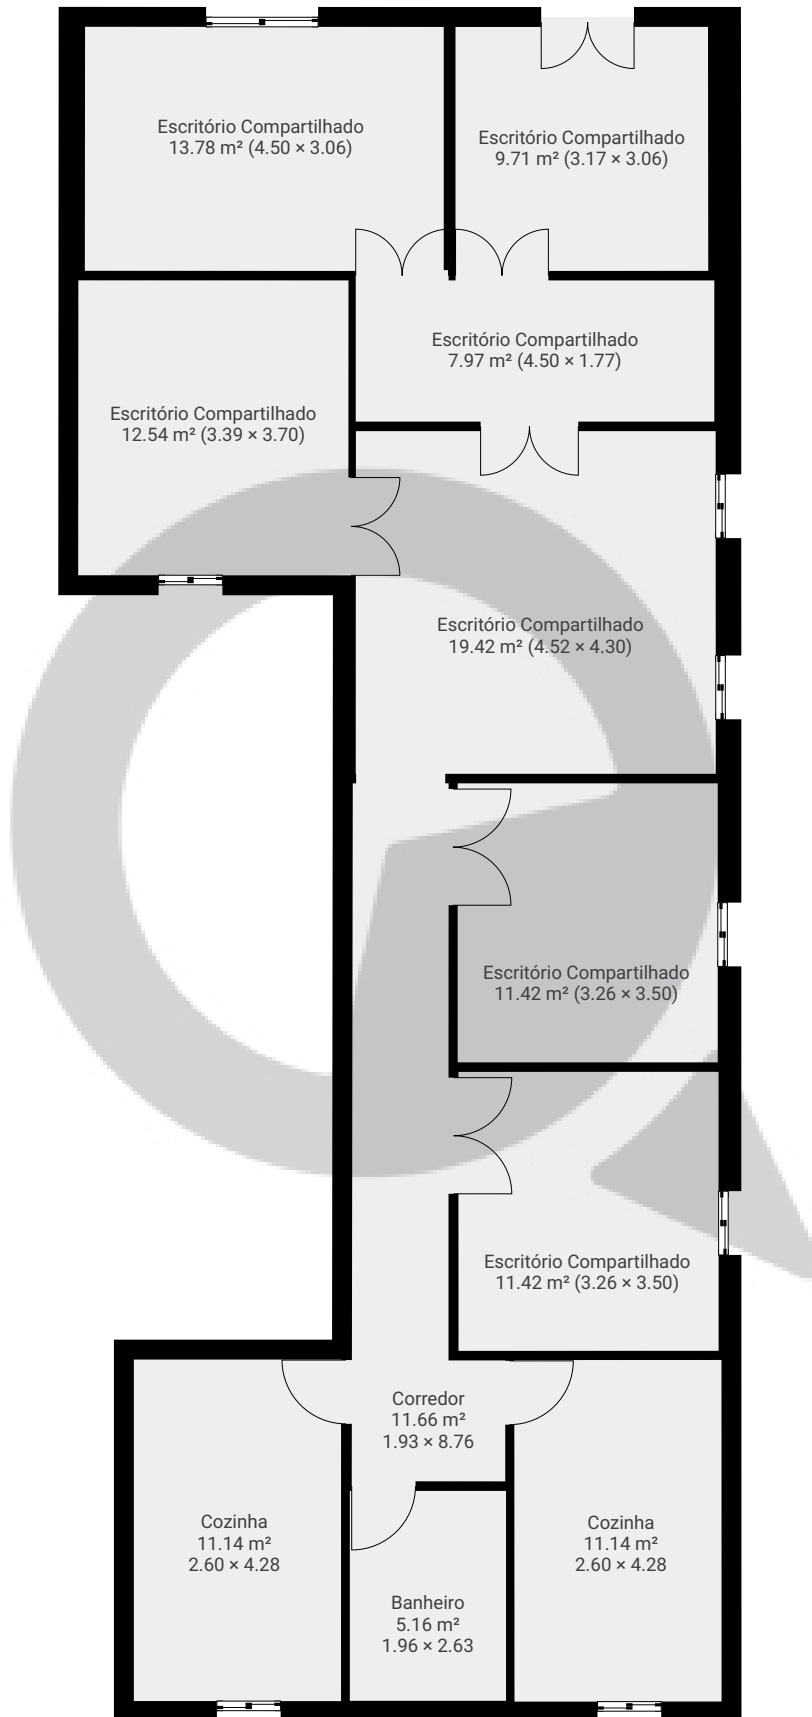 Escritório Compartilhado
13.78 m² (4.50 × 3.06)
Escritório Compartilhado
9.71 m² (3.17 × 3.06)
Escritório Compartilhado
7.97 m² (4.50 × 1.77)
Escritório Compartilhado
12.54 m² (3.39 × 3.70)
Escritório Compartilhado
19.42 m² (4.52 × 4.30)
Escritório Compartilhado
11.42 m² (3.26 × 3.50)
Escritório Compartilhado
11.42 m² (3.26 × 3.50)
Corredor
11.66 m²
1.93 × 8.76
Cozinha
11.14 m²
2.60 × 4.28
Cozinha
11.14 m²
2.60 × 4.28
Banheiro
5.16 m²
1.96 × 2.63